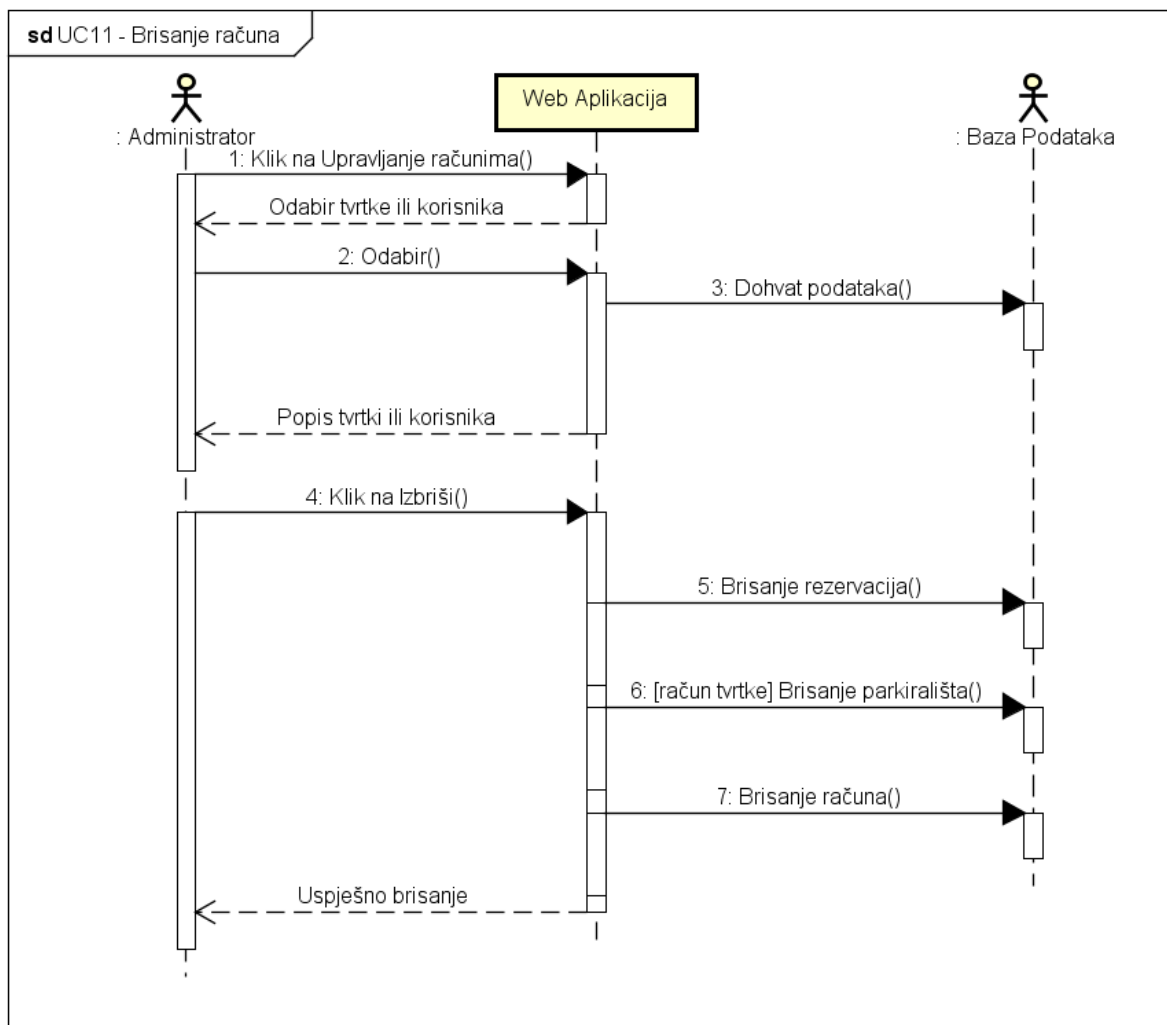 sd UC11 - Brisanje računa
: Administrator
Web Aplikacija
: Baza Podataka
1: Klik na Upravljanje računima()
Odabir tvrtke ili korisnika
2: Odabir()
3: Dohvat podataka()
Popis tvrtki ili korisnika
4: Klik na Izbriši()
5: Brisanje rezervacija()
6: [račun tvrtke] Brisanje parkirališta()
7: Brisanje računa()
Uspješno brisanje